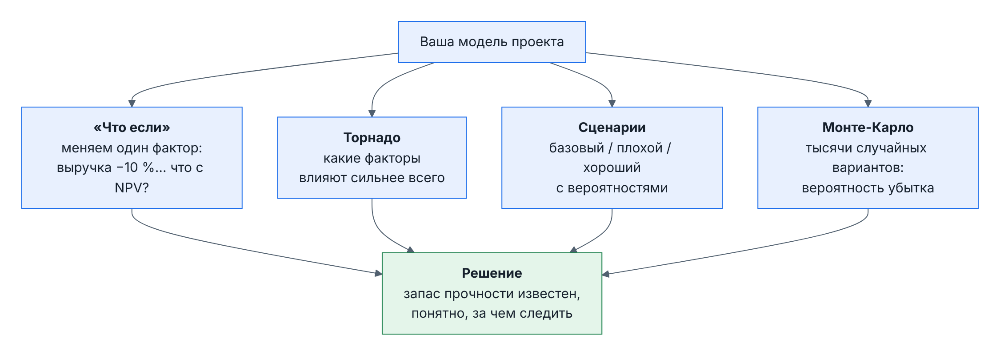 Ваша модель проекта
«Что если»
меняем один фактор:
выручка −10 %... что с
NPV?
Торнадо
какие факторы
влияют сильнее всего
Сценарии
базовый / плохой /
хороший
с вероятностями
Монте-Карло
тысячи случайных
вариантов:
вероятность убытка
Решение
запас прочности известен,
понятно, за чем следить